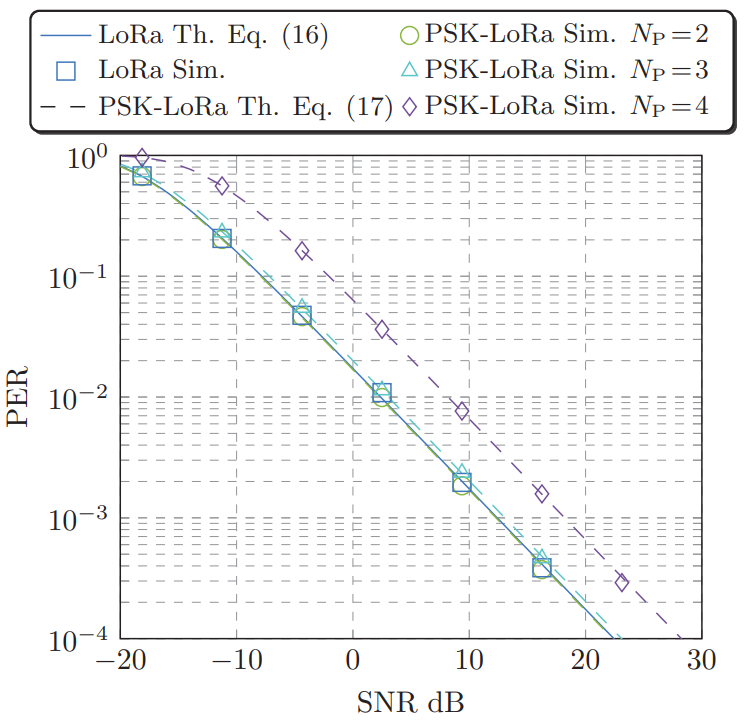 LoRa Th. Eq. (16)
PSK-LoRa Sim. N_P = 2
LoRa Sim.
PSK-LoRa Sim. N_P = 3
PSK-LoRa Th. Eq. (17)
PSK-LoRa Sim. N_P = 4
10^0
10^−1
10^−2
10^−3
10^−4
PER
−20 −10 0 10 20 30
SNR dB